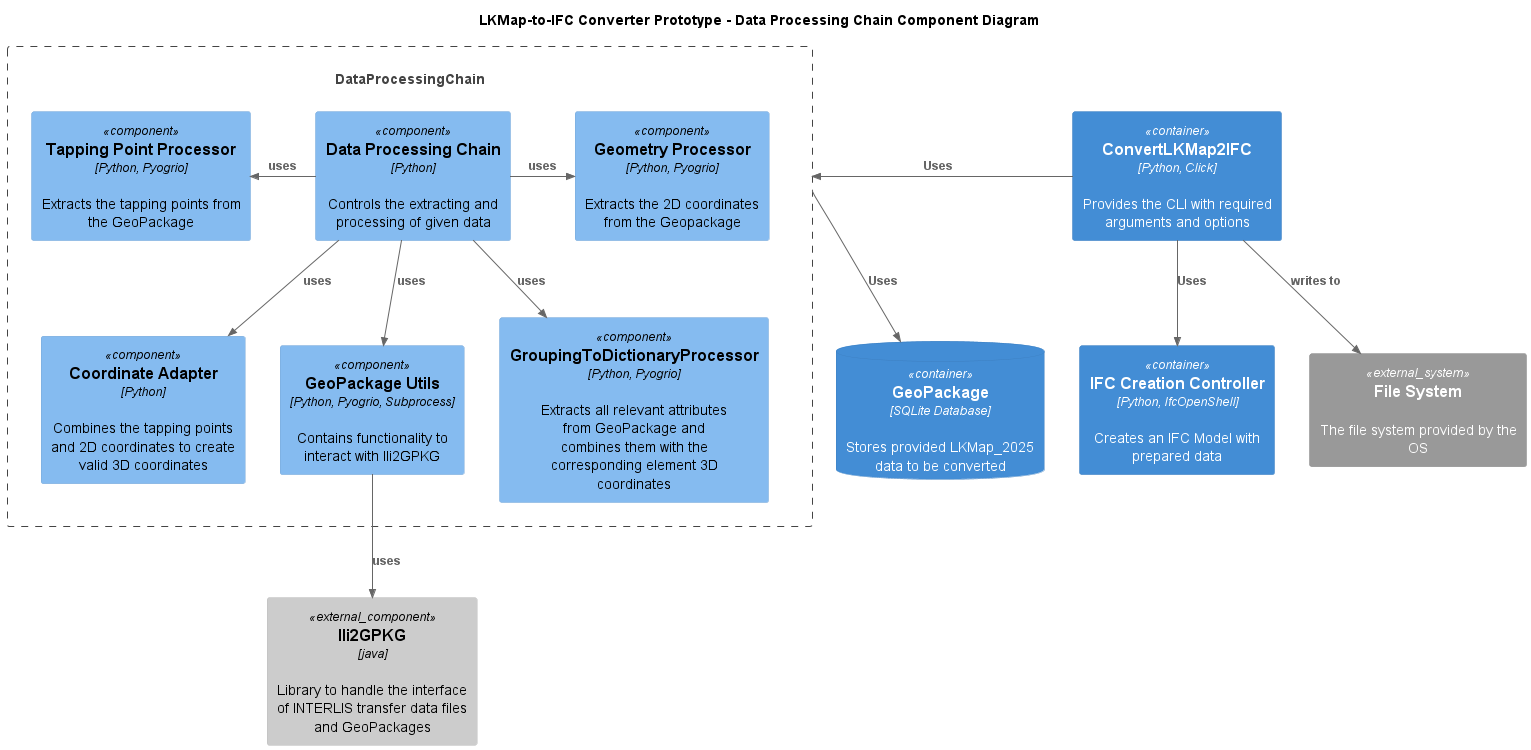 LKMap-to-IFC Converter Prototype - Data Processing Chain Component Diagram
DataProcessingChain
«component»
Tapping Point Processor
[Python, Pyogrio]
Extracts the tapping points from
the GeoPackage
uses
«component»
Data Processing Chain
[Python]
Controls the extracting and
processing of given data
uses
«component»
Geometry Processor
[Python, Pyogrio]
Extracts the 2D coordinates
from the Geopackage
Uses
«container»
ConvertLKMap2IFC
[Python, Click]
Provides the CLI with required
arguments and options
uses
uses
uses
Uses
Uses
writes to
«component»
Coordinate Adapter
[Python]
Combines the tapping points
and 2D coordinates to create
valid 3D coordinates
«component»
GeoPackage Utils
[Python, Pyogrio, Subprocess]
Contains functionality to
interact with Ili2GPKG
«component»
GroupingToDictionaryProcessor
[Python, Pyogrio]
Extracts all relevant attributes
from GeoPackage and
combines them with the
corresponding element 3D
coordinates
«container»
GeoPackage
[SQLite Database]
Stores provided LKMap_2025
data to be converted
«container»
IFC Creation Controller
[Python, IfcOpenShell]
Creates an IFC Model with
prepared data
«external_system»
File System
The file system provided by the
OS
uses
«external_component»
Ili2GPKG
[java]
Library to handle the interface
of INTERLIS transfer data files
and GeoPackages